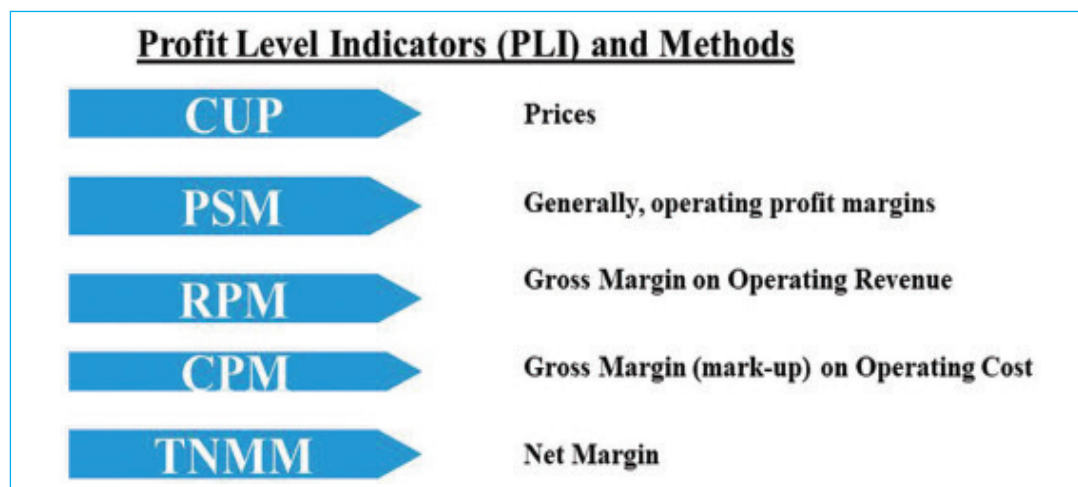 Profit Level Indicators (PLI) and Methods
CUP Prices
PSM Generally, operating profit margins
RPM Gross Margin on Operating Revenue
CPM Gross Margin (mark-up) on Operating Cost
TNMM Net Margin